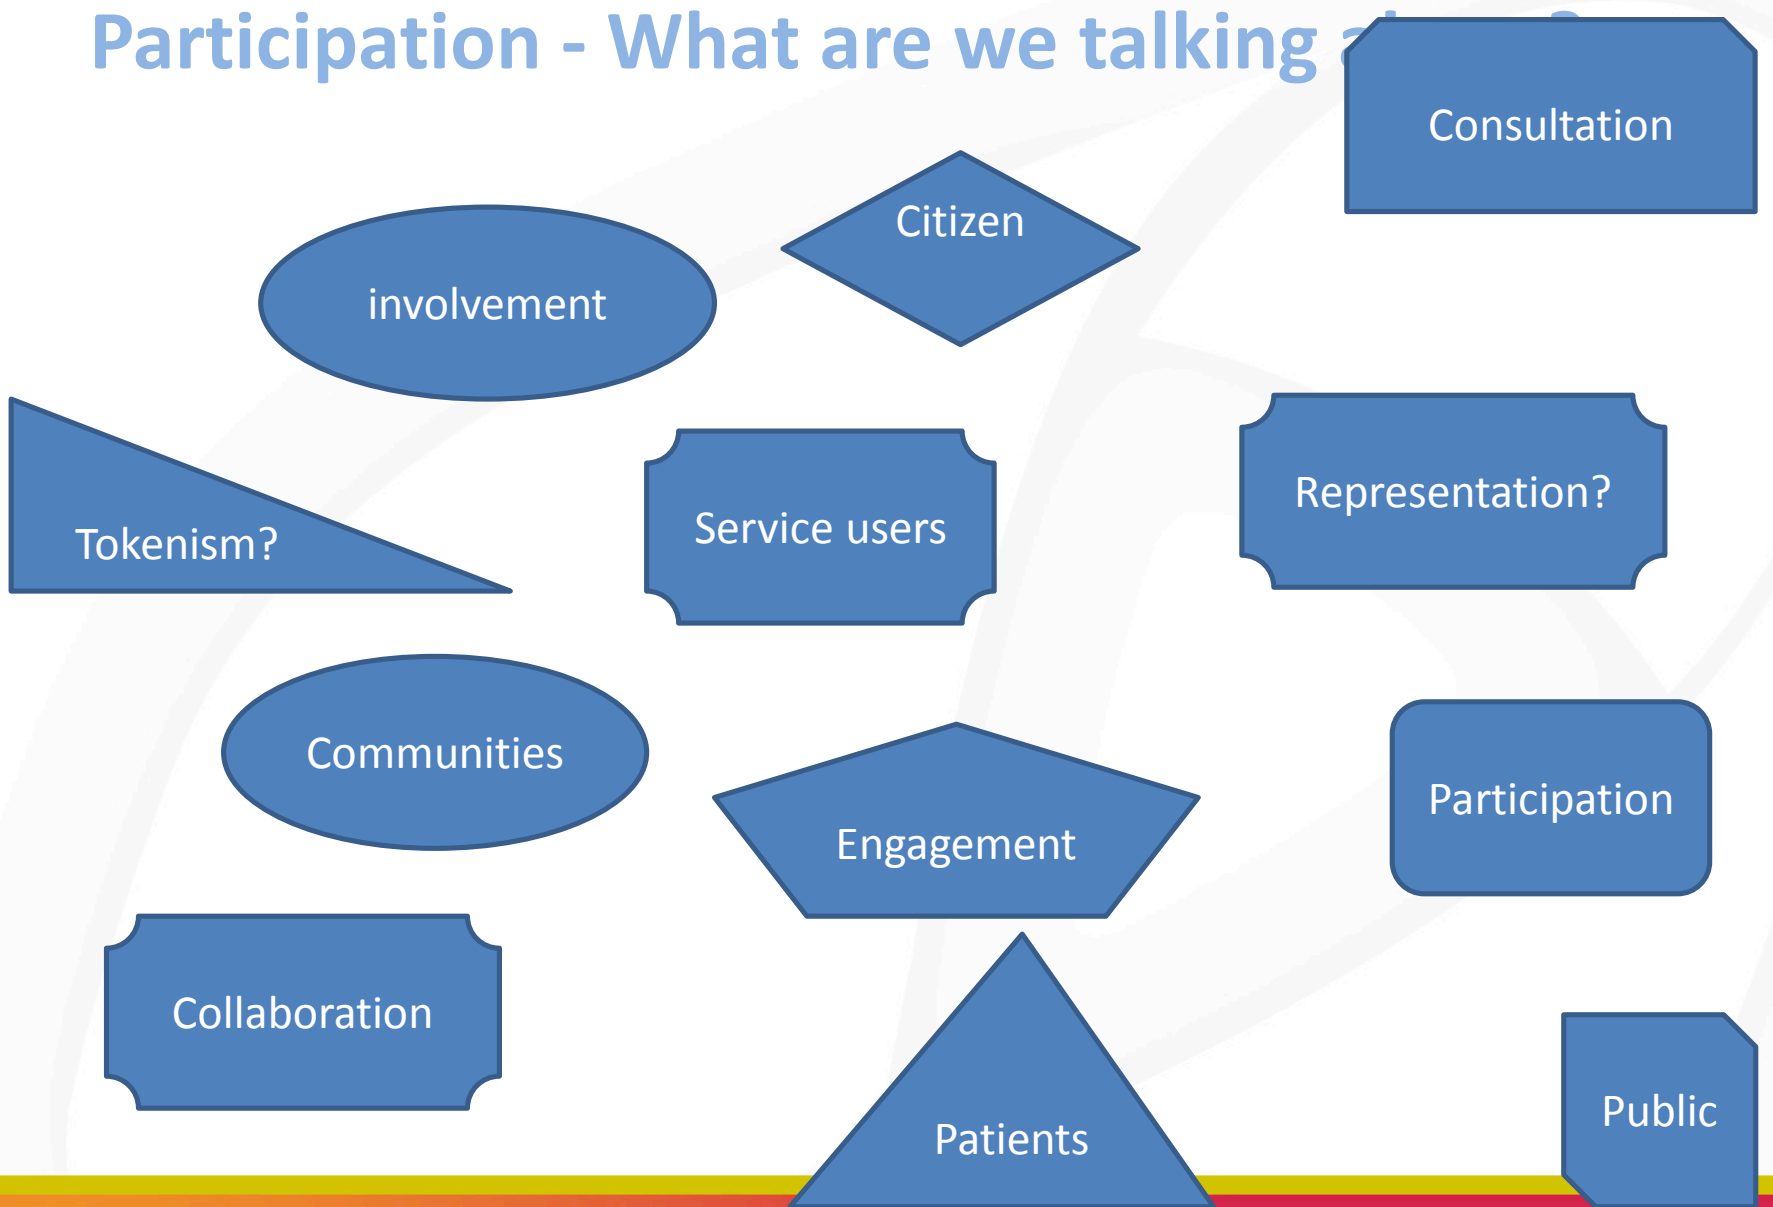 Participation - What are we talking
Consultation
Citizen
involvement
Tokenism?
Service users
Representation?
Communities
Engagement
Participation
Collaboration
Patients
Public